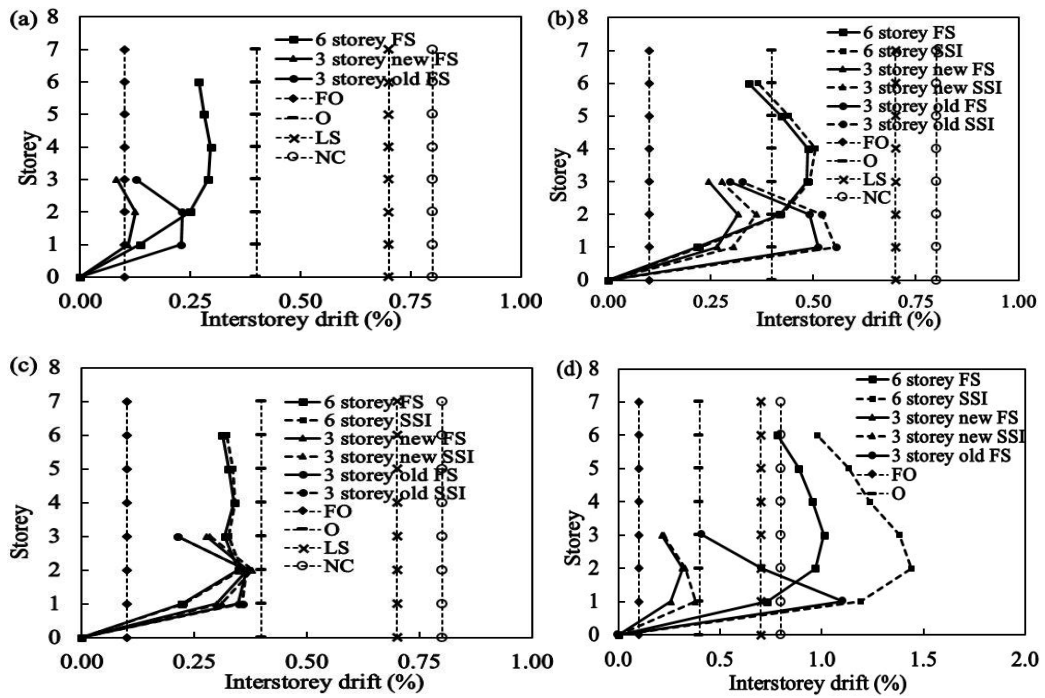 (a)
8
7
6
5
4
3
2
1
0
Storey
0.00
0.25
0.50
0.75
1.00
Interstorey drift (%)
6 storey FS
3 storey new FS
3 storey old FS
FO
O
LS
NC
(b)
8
7
6
5
4
3
2
1
0
Storey
0.00
0.25
0.50
0.75
1.00
Interstorey drift (%)
6 storey FS
6 storey SSI
3 storey new FS
3 storey new SSI
3 storey old FS
3 storey old SSI
FO
O
LS
NC
(c)
8
7
6
5
4
3
2
1
0
Storey
0.00
0.25
0.50
0.75
1.00
Interstorey drift (%)
6 storey FS
6 storey SSI
3 storey new FS
3 storey new SSI
3 storey old FS
3 storey old SSI
FO
O
LS
NC
(d)
8
7
6
5
4
3
2
1
0
Storey
0.0
0.5
1.0
1.5
2.0
Interstorey drift (%)
6 storey FS
6 storey SSI
3 storey new FS
3 storey new SSI
3 storey old FS
FO
O